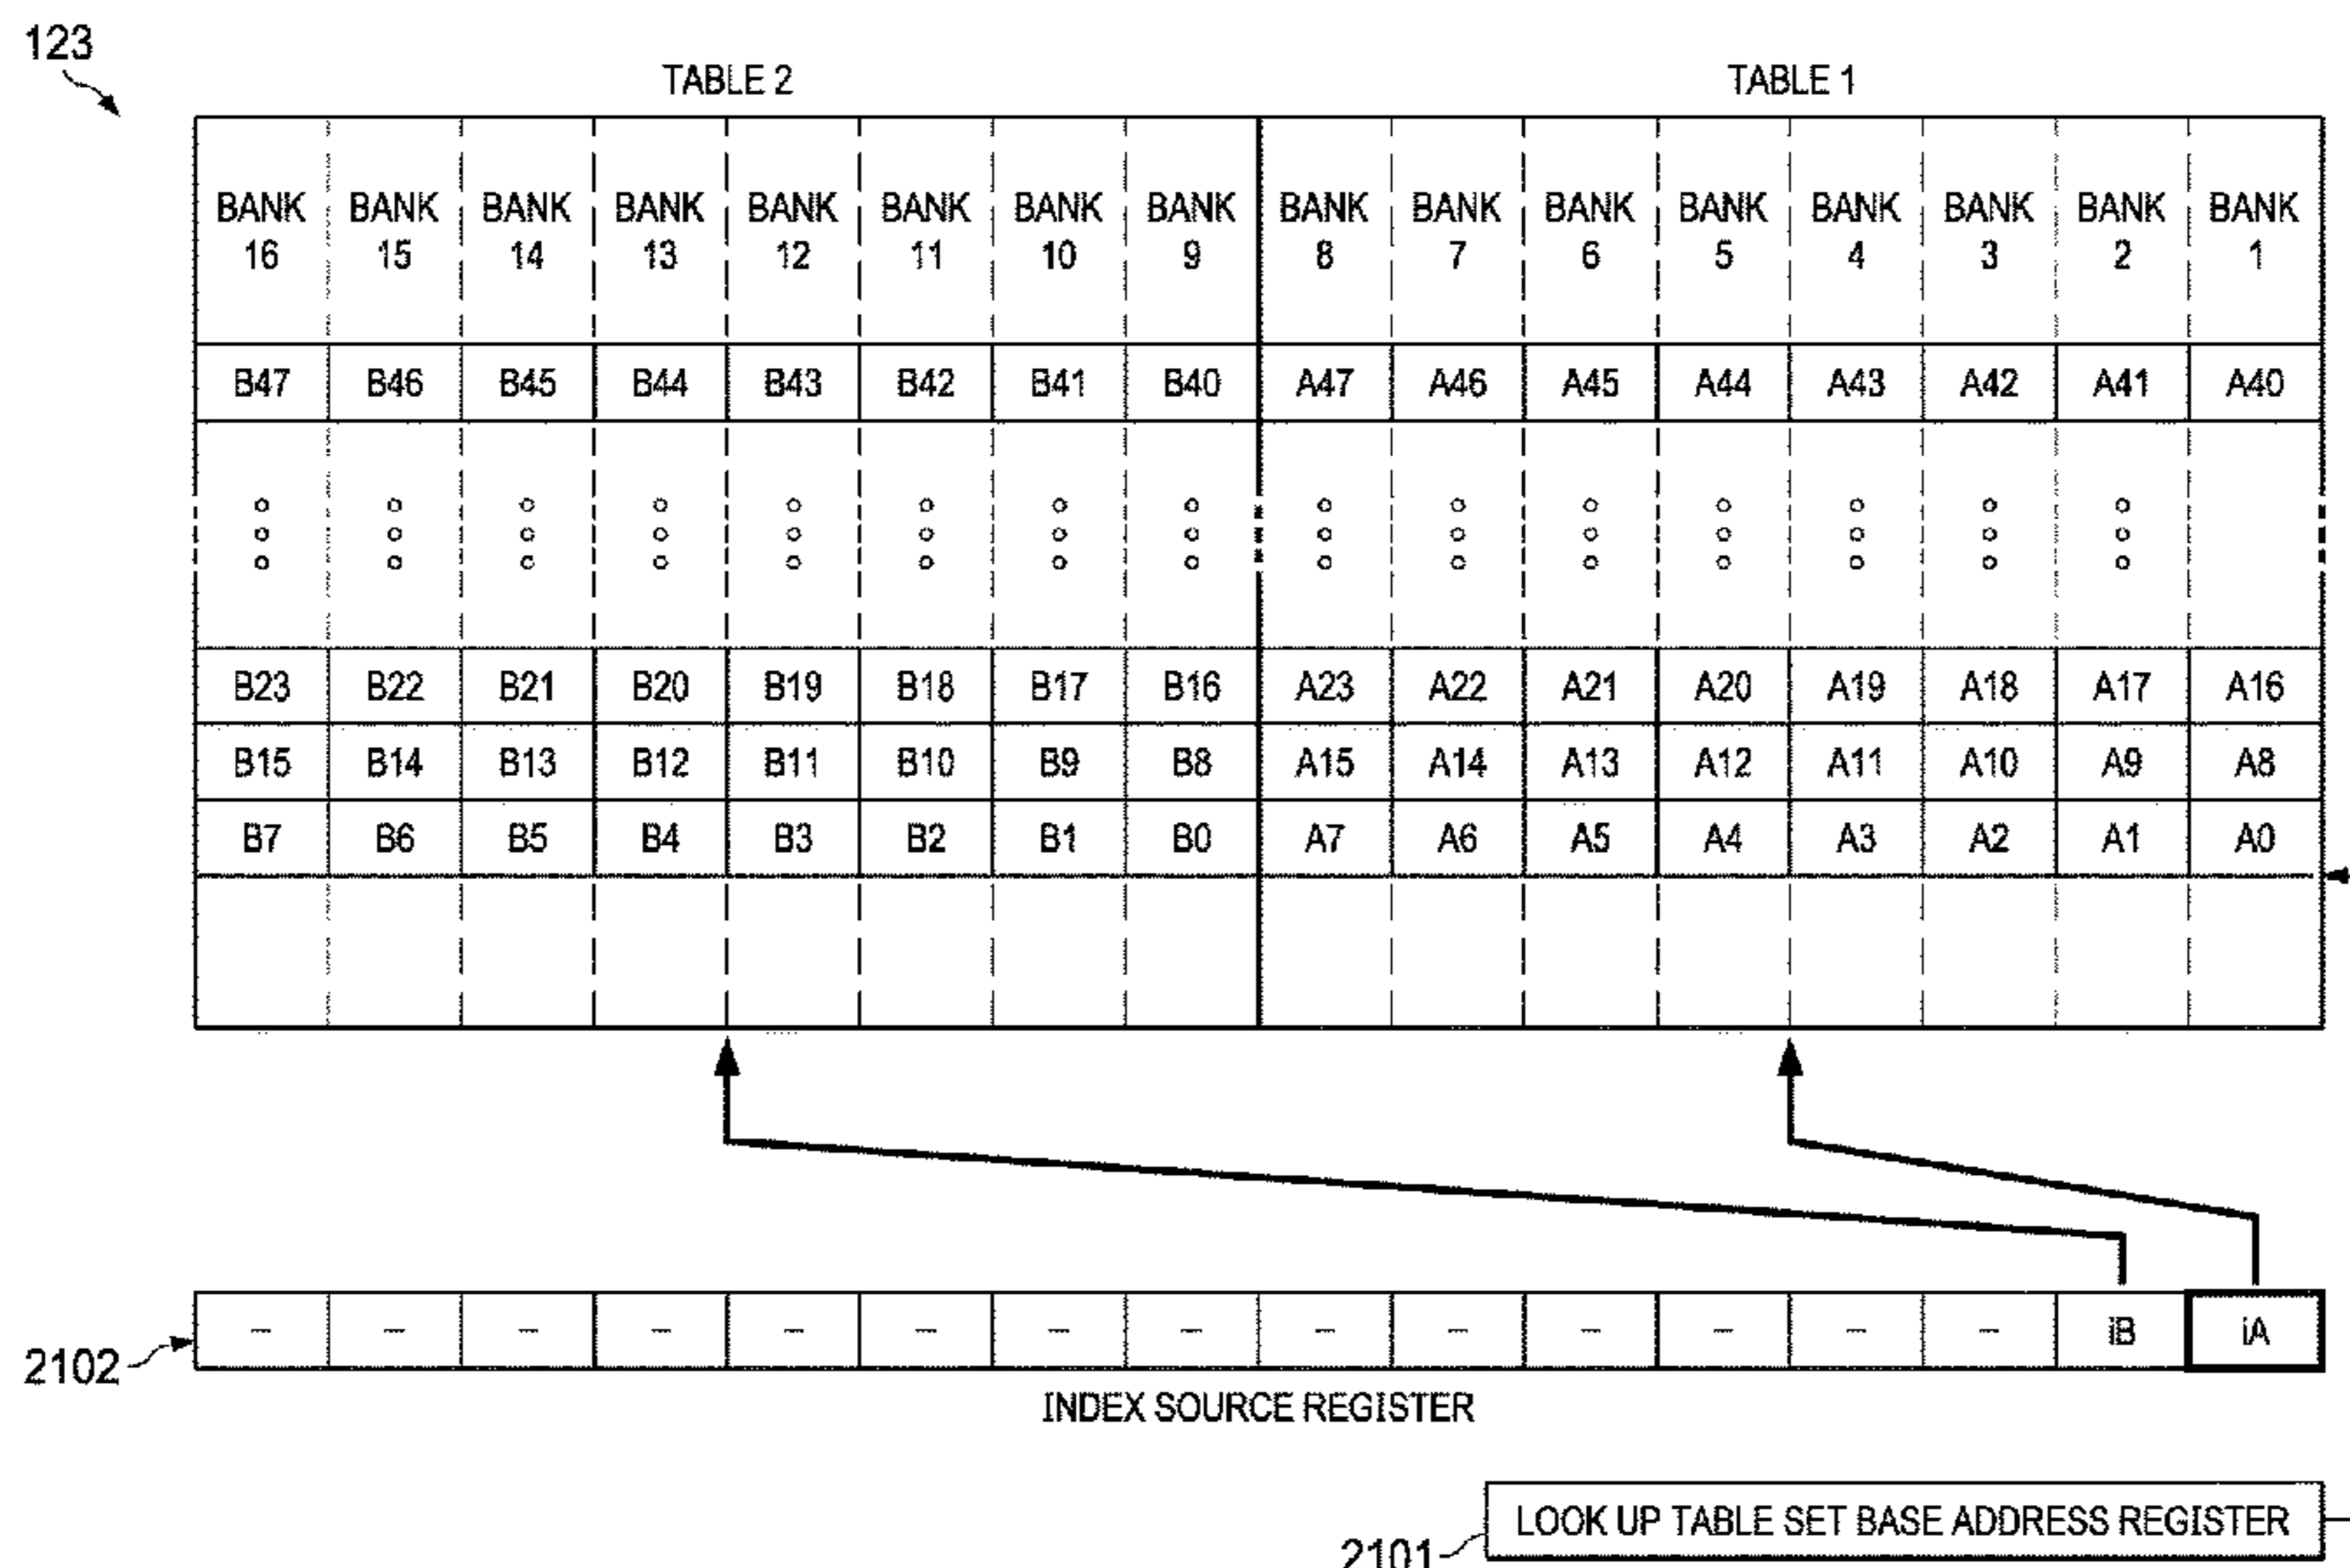 123
TABLE 2 TABLE 1
BANK BANK BANK BANK BANK BANK BANK BANK BANK BANK BANK BANK BANK BANK BANK BANK
16 15 14 13 12 11 10 9 8 7 6 5 4 3 2 1
B47 B46 B45 B44 B43 B42 B41 B40 A47 A46 A45 A44 A43 A42 A41 A40
B23 B22 B21 B20 B19 B18 B17 B16 A23 A22 A21 A20 A19 A18 A17 A16
B15 B14 B13 B12 B11 B10 B9 B8 A15 A14 A13 A12 A11 A10 A9 A8
B7 B6 B5 B4 B3 B2 B1 B0 A7 A6 A5 A4 A3 A2 A1 A0
2102 – – – – – – – – – – – – – – iB iA
INDEX SOURCE REGISTER
LOOK UP TABLE SET BASE ADDRESS REGISTER
2101